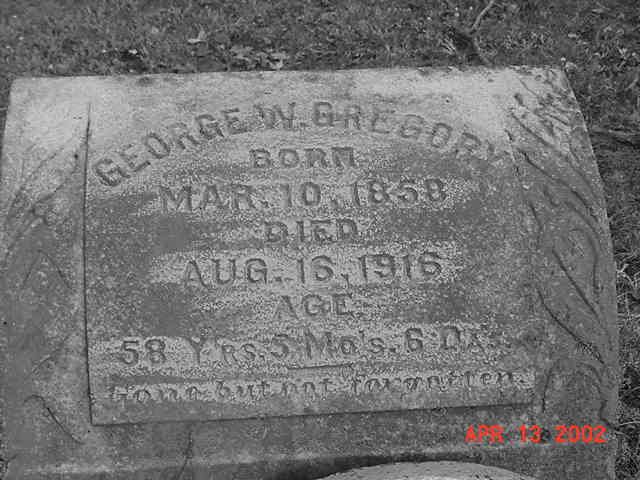 GEORGE W. GREGORY
BORN
MAR. 10, 1858
DIED
AUG. 16, 1916
AGE.
58 Yrs. 5 Mo's. 6 Da's.
Gone but not forgotten.
APR 13 2002